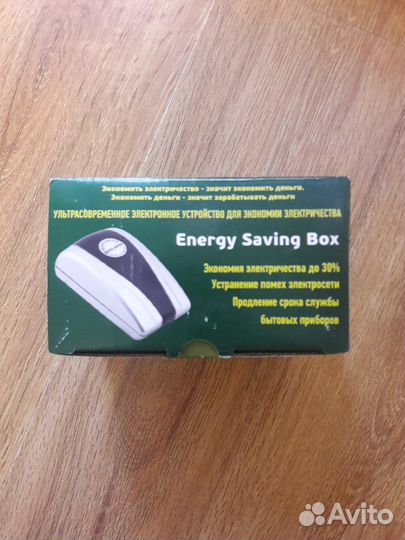 Экономить электричество - значит экономить деньги.
Экономить деньги - значит зарабатывать деньги
УЛЬТРАСОВРЕМЕННОЕ ЭЛЕКТРОННОЕ УСТРОЙСТВО ДЛЯ ЭКОНОМИИ ЭЛЕКТРИЧЕСТВА
Energy Saving Box
Экономия электричества до 30%
Устранение помех электросети
Продление срока службы
бытовых приборов
Avito